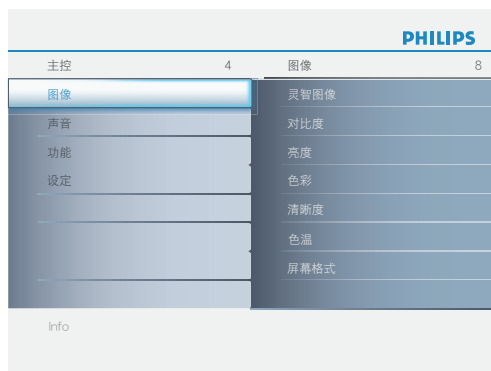 PHILIPS
主控 4
图像 8
图像
声音
功能
设定
灵智图像
对比度
亮度
色彩
清晰度
色温
屏幕格式
Info